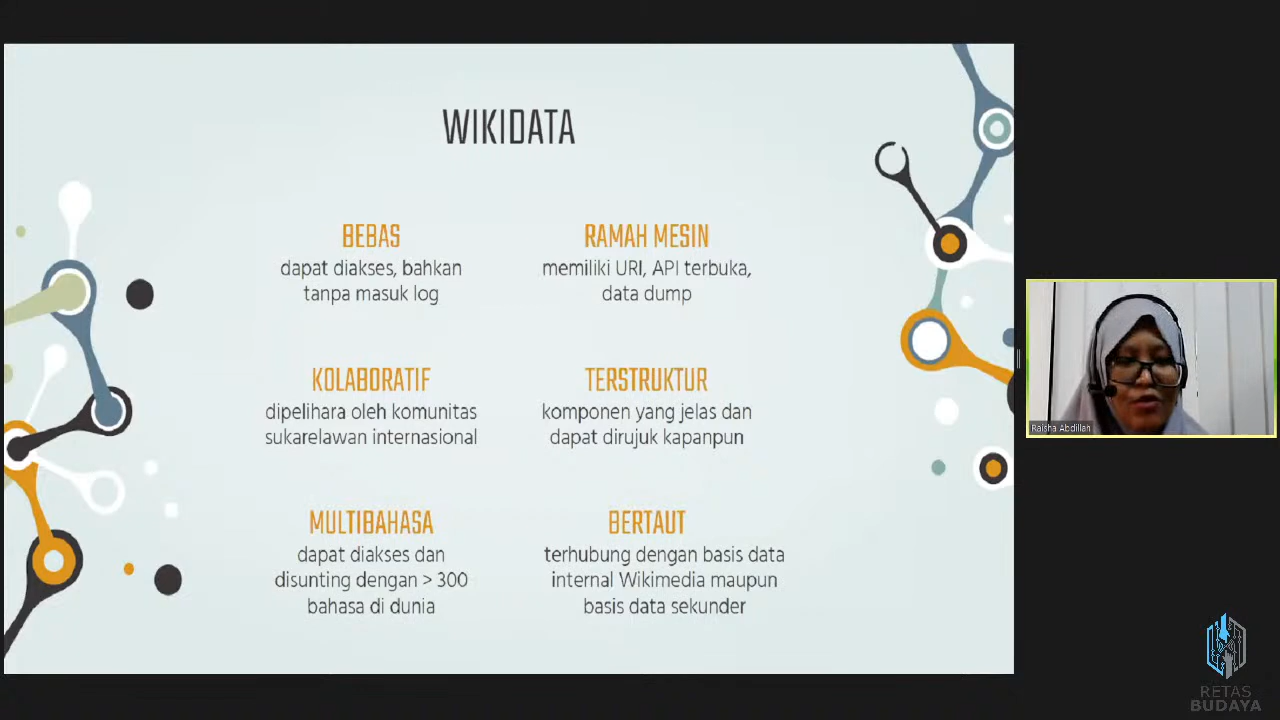 WIKIDATA
BEBAS
dapat diakses, bahkan
tanpa masuk log
RAMAH MESIN
memiliki URI, API terbuka,
data dump
KOLABORATIF
dipelihara oleh komunitas
sukarelawan internasional
TERSTRUKTUR
komponen yang jelas dan
dapat dirujuk kapanpun
MULTIBAHASA
dapat diakses dan
disunting dengan > 300
bahasa di dunia
BERTAUT
terhubung dengan basis data
internal Wikimedia maupun
basis data sekunder
Raisha Abdillah
RETAS
BUDAYA